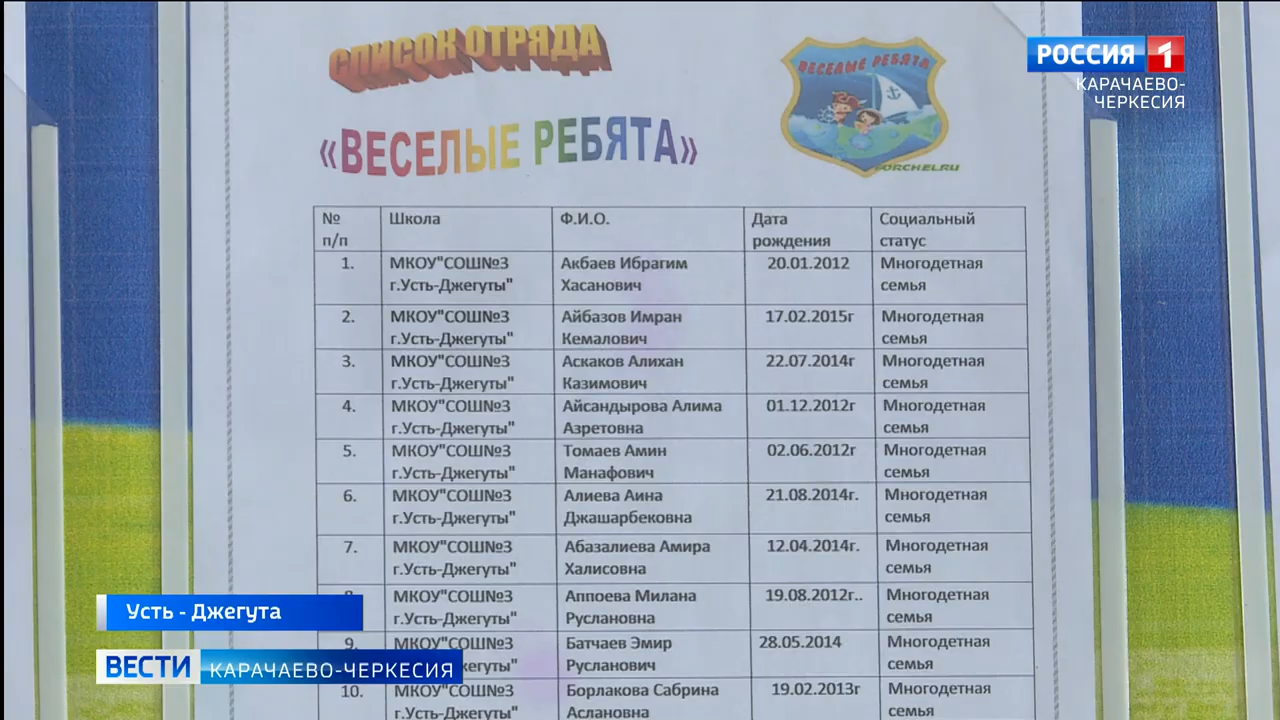 СПИСОК ОТРЯДА
«ВЕСЕЛЫЕ РЕБЯТА»
ВЕСЕЛЫЕ РЕБЯТА
FORCHEL.RU
РОССИЯ 1
КАРАЧАЕВО-
ЧЕРКЕСИЯ
№ п/п Школа Ф.И.О. Дата рождения Социальный статус
1. МКОУ"СОШ№3 Акбаев Ибрагим 20.01.2012 Многодетная
г.Усть-Джегуты" Хасанович семья
2. МКОУ"СОШ№3 Айбазов Имран 17.02.2015г Многодетная
г.Усть-Джегуты" Кемалович семья
3. МКОУ"СОШ№3 Аскаков Алихан 22.07.2014г Многодетная
г.Усть-Джегуты" Казимович семья
4. МКОУ"СОШ№3 Айсандырова Алима 01.12.2012г Многодетная
г.Усть-Джегуты" Азретовна семья
5. МКОУ"СОШ№3 Томаев Амин 02.06.2012г Многодетная
г.Усть-Джегуты" Манафович семья
6. МКОУ"СОШ№3 Алиева Аина 21.08.2014г. Многодетная
г.Усть-Джегуты" Джашарбековна семья
7. МКОУ"СОШ№3 Абазалиева Амира 12.04.2014г. Многодетная
г.Усть-Джегуты" Халисовна семья
8. МКОУ"СОШ№3 Аппоева Милана 19.08.2012г.. Многодетная
г.Усть-Джегуты" Руслановна семья
9. МКОУ"СОШ№3 Батчаев Эмир 28.05.2014 Многодетная
г.Усть-Джегуты" Русланович семья
10. МКОУ"СОШ№3 Борлакова Сабрина 19.02.2013г Многодетная
г.Усть-Джегуты" Аслановна семья
Усть - Джегута
ВЕСТИ КАРАЧАЕВО-ЧЕРКЕСИЯ